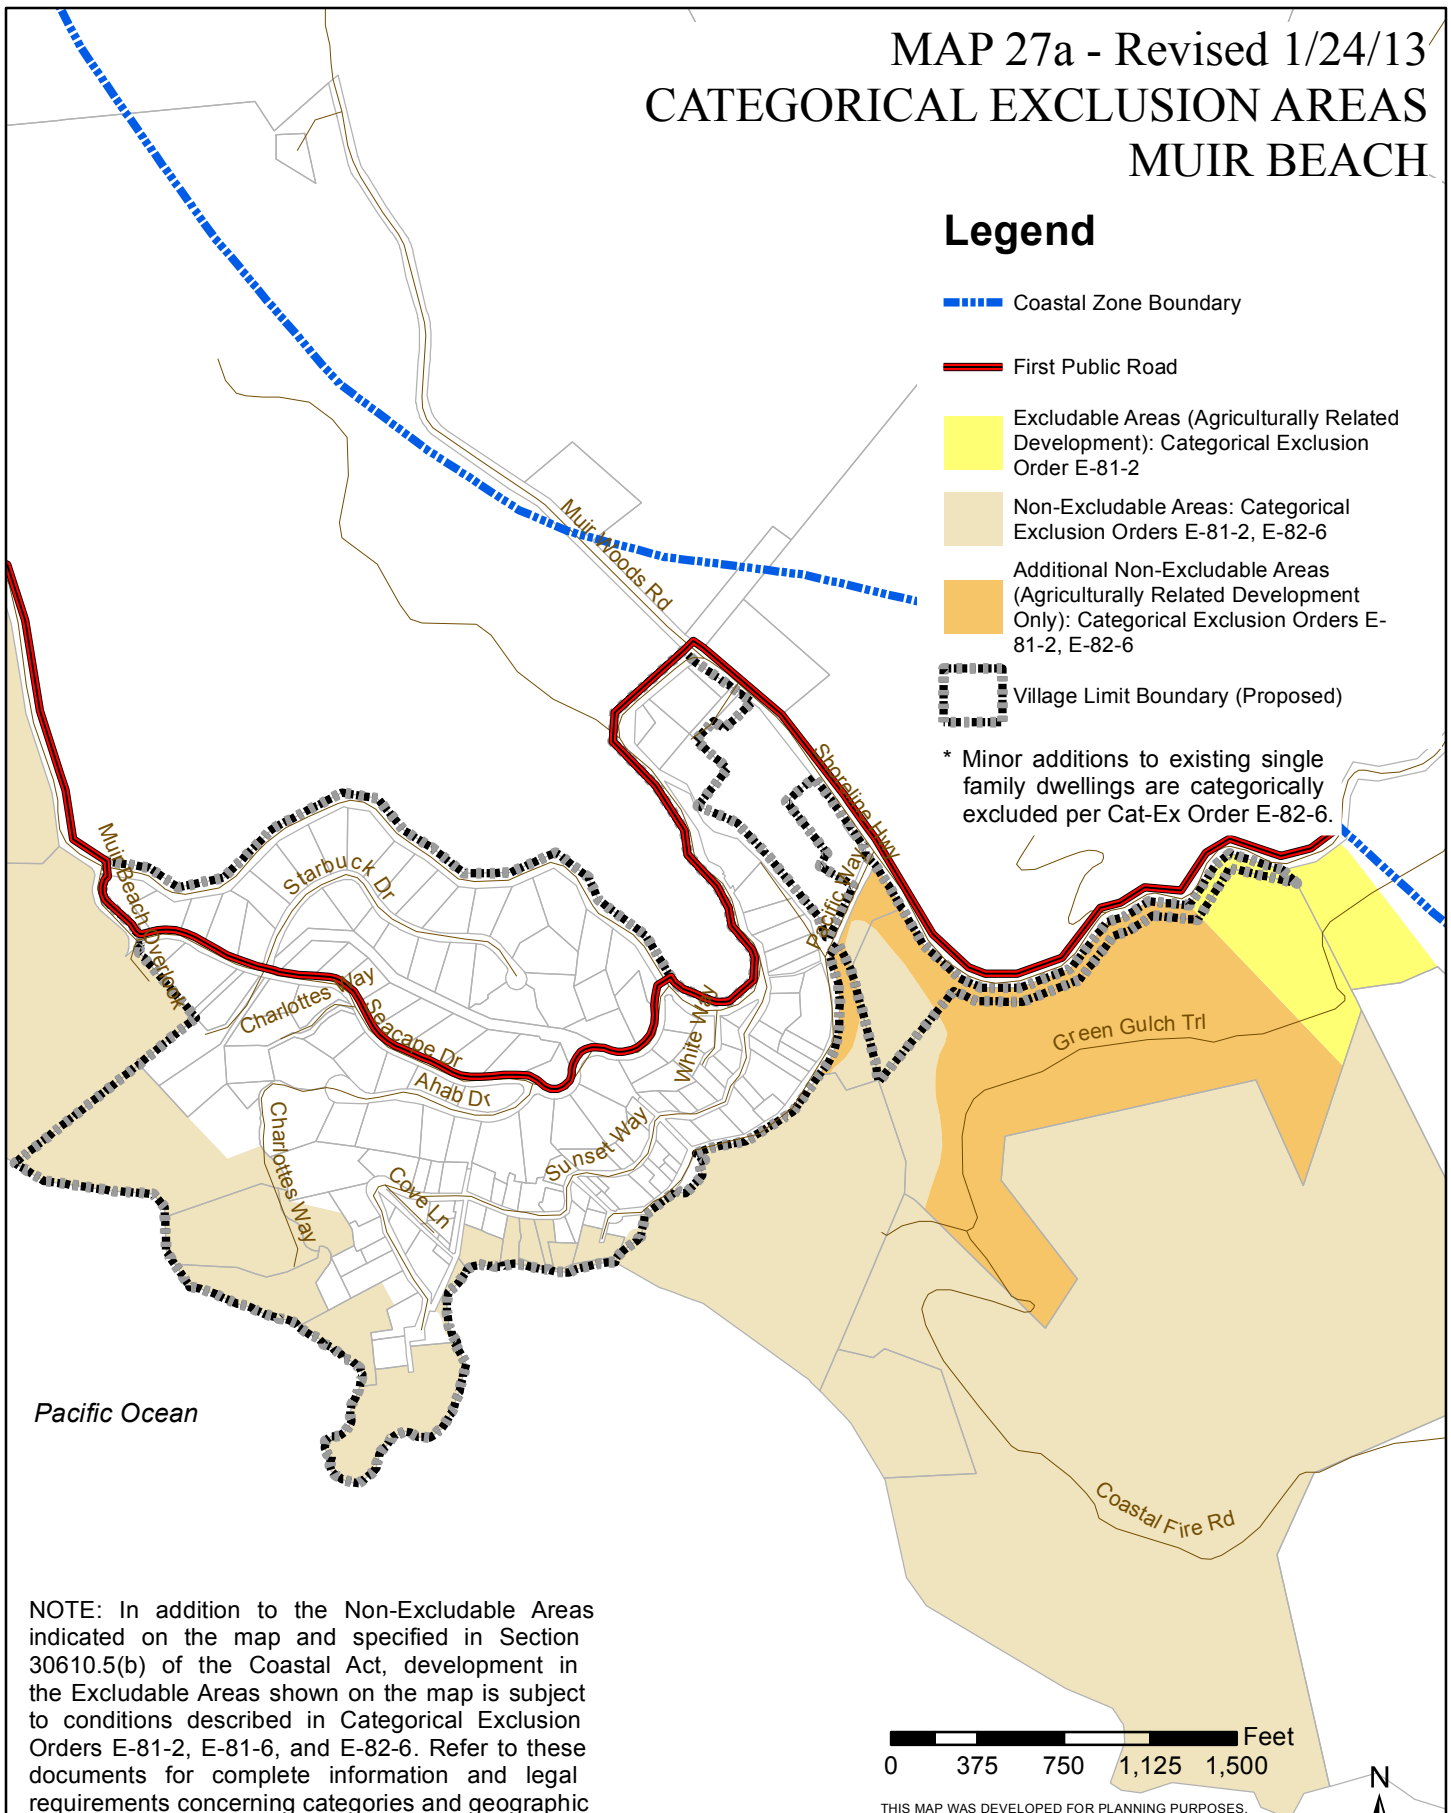 MAP 27a - Revised 1/24/13
CATEGORICAL EXCLUSION AREAS
MUIR BEACH
Legend
Coastal Zone Boundary
First Public Road
Excludable Areas (Agriculturally Related
Development): Categorical Exclusion
Order E-81-2
Non-Excludable Areas: Categorical
Exclusion Orders E-81-2, E-82-6
Additional Non-Excludable Areas
(Agriculturally Related Development
Only): Categorical Exclusion Orders E-
81-2, E-82-6
Village Limit Boundary (Proposed)
* Minor additions to existing single
family dwellings are categorically
excluded per Cat-Ex Order E-82-6.
Muir Woods Rd
Shoreline Hwy
Pacific Way
Muir Beach Overlook
Starbuck Dr
Charlottes Way
Seacape Dr
Ahab Dr
White Way
Green Gulch Trl
Charlottes Way
Sunset Way
Cove Ln
Pacific Ocean
Coastal Fire Rd
NOTE: In addition to the Non-Excludable Areas
indicated on the map and specified in Section
30610.5(b) of the Coastal Act, development in
the Excludable Areas shown on the map is subject
to conditions described in Categorical Exclusion
Orders E-81-2, E-81-6, and E-82-6. Refer to these
documents for complete information and legal
requirements concerning categories and geographic
Feet
0 375 750 1,125 1,500
N
THIS MAP WAS DEVELOPED FOR PLANNING PURPOSES.